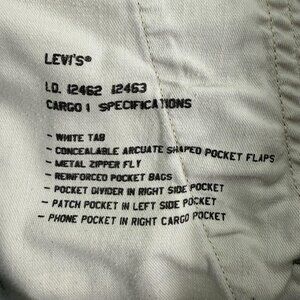 LEVI'S®
I.D. 12462 12463
CARGO I SPECIFICATIONS
- WHITE TAB
- CONCEALABLE ARCUATE SHAPED POCKET FLAPS
- METAL ZIPPER FLY
- REINFORCED POCKET BAGS
- POCKET DIVIDER IN RIGHT SIDE POCKET
- PATCH POCKET IN LEFT SIDE POCKET
- PHONE POCKET IN RIGHT CARGO POCKET